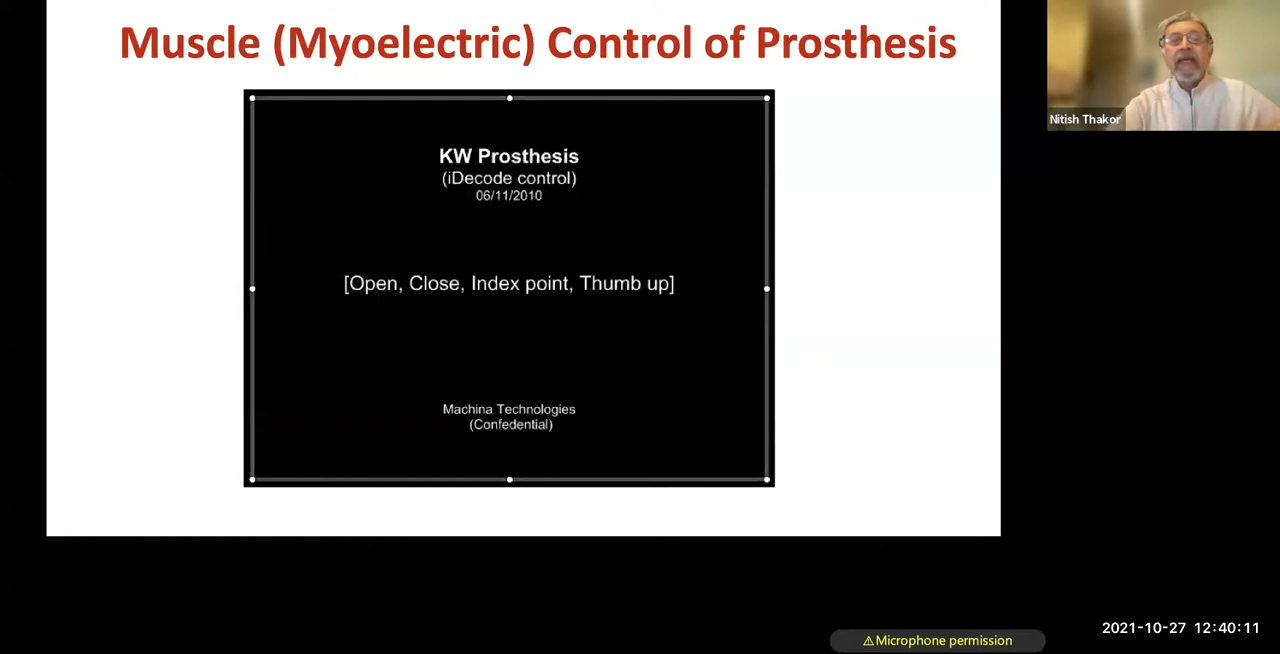 Muscle (Myoelectric) Control of Prosthesis
KW Prosthesis
(iDecode control)
06/11/2010
[Open, Close, Index point, Thumb up]
Machina Technologies
(Confedential)
Nitish Thakor
⚠Microphone permission
2021-10-27 12:40:11